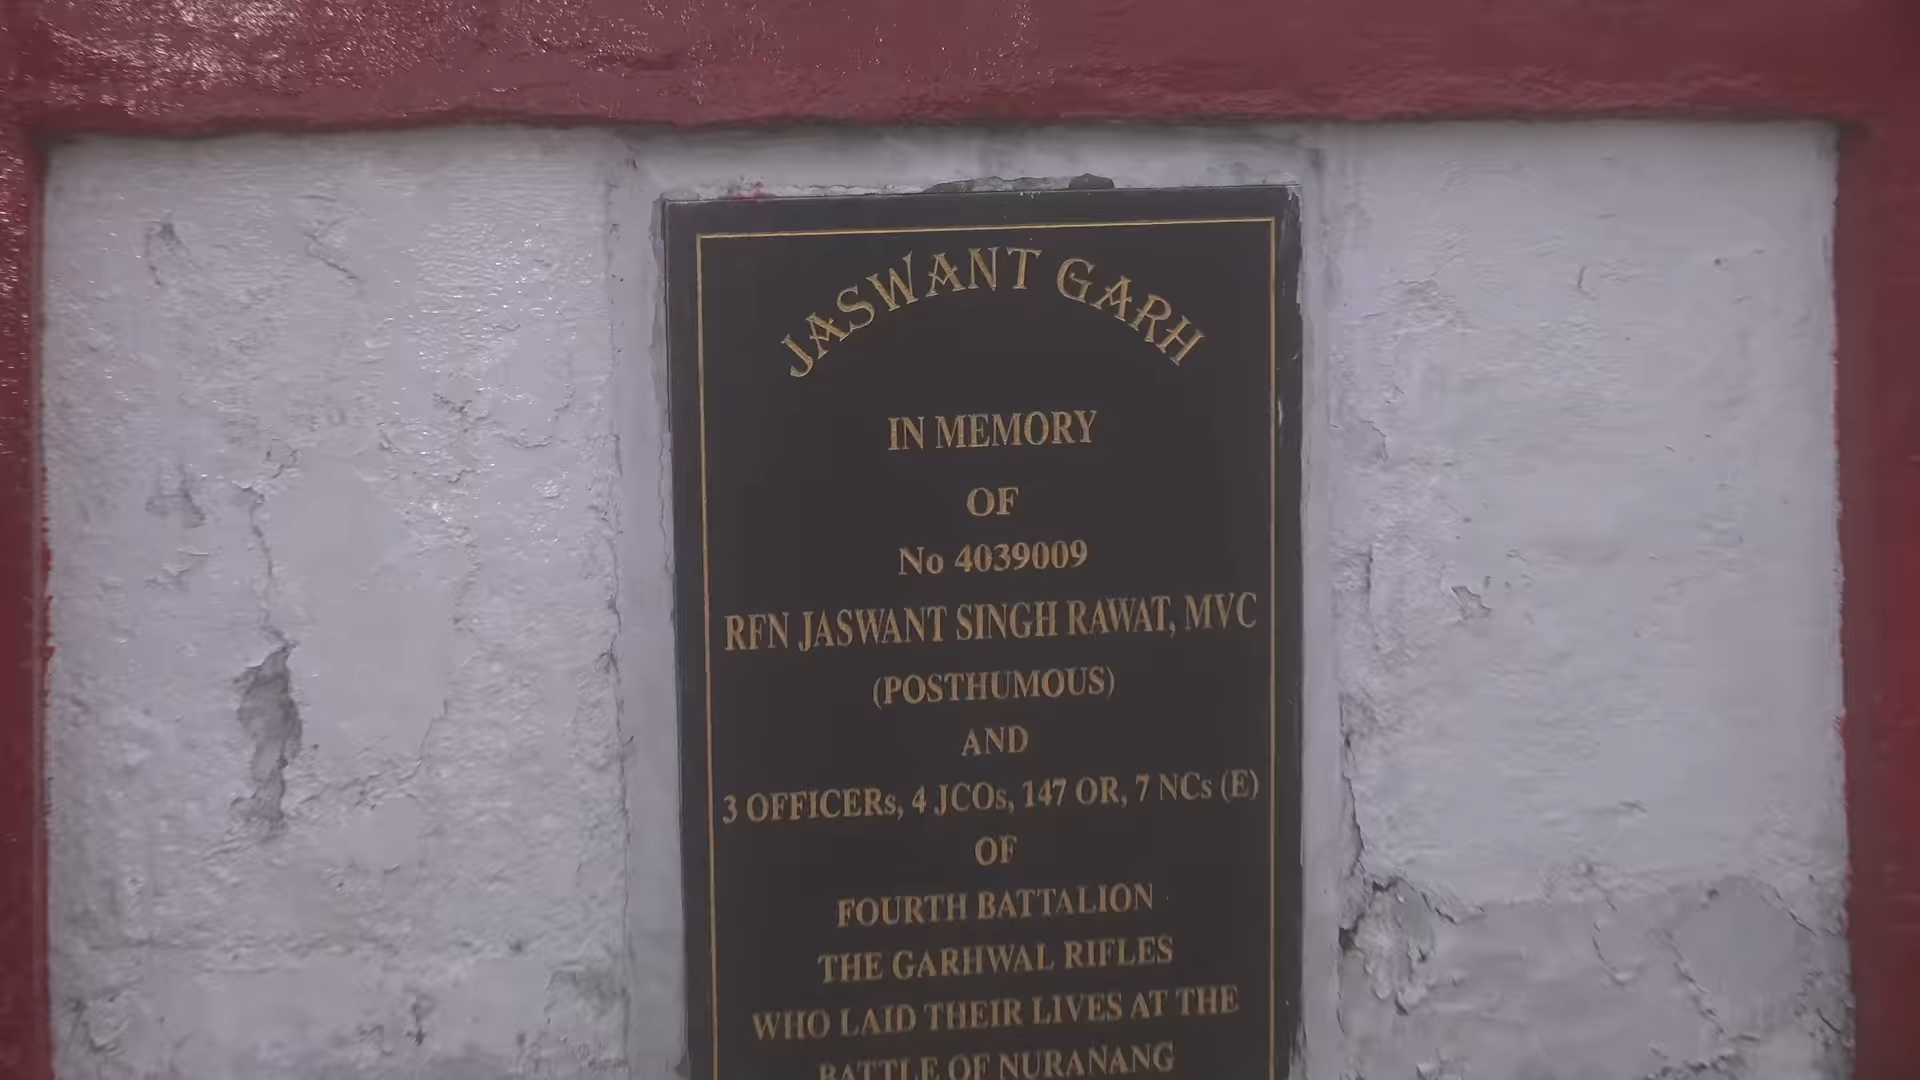 JASWANT GARH
IN MEMORY
OF
No 4039009
RFN JASWANT SINGH RAWAT, MVC
(POSTHUMOUS)
AND
3 OFFICERs, 4 JCOs, 147 OR, 7 NCs (E)
OF
FOURTH BATTALION
THE GARHWAL RIFLES
WHO LAID THEIR LIVES AT THE
BATTLE OF NURANANG